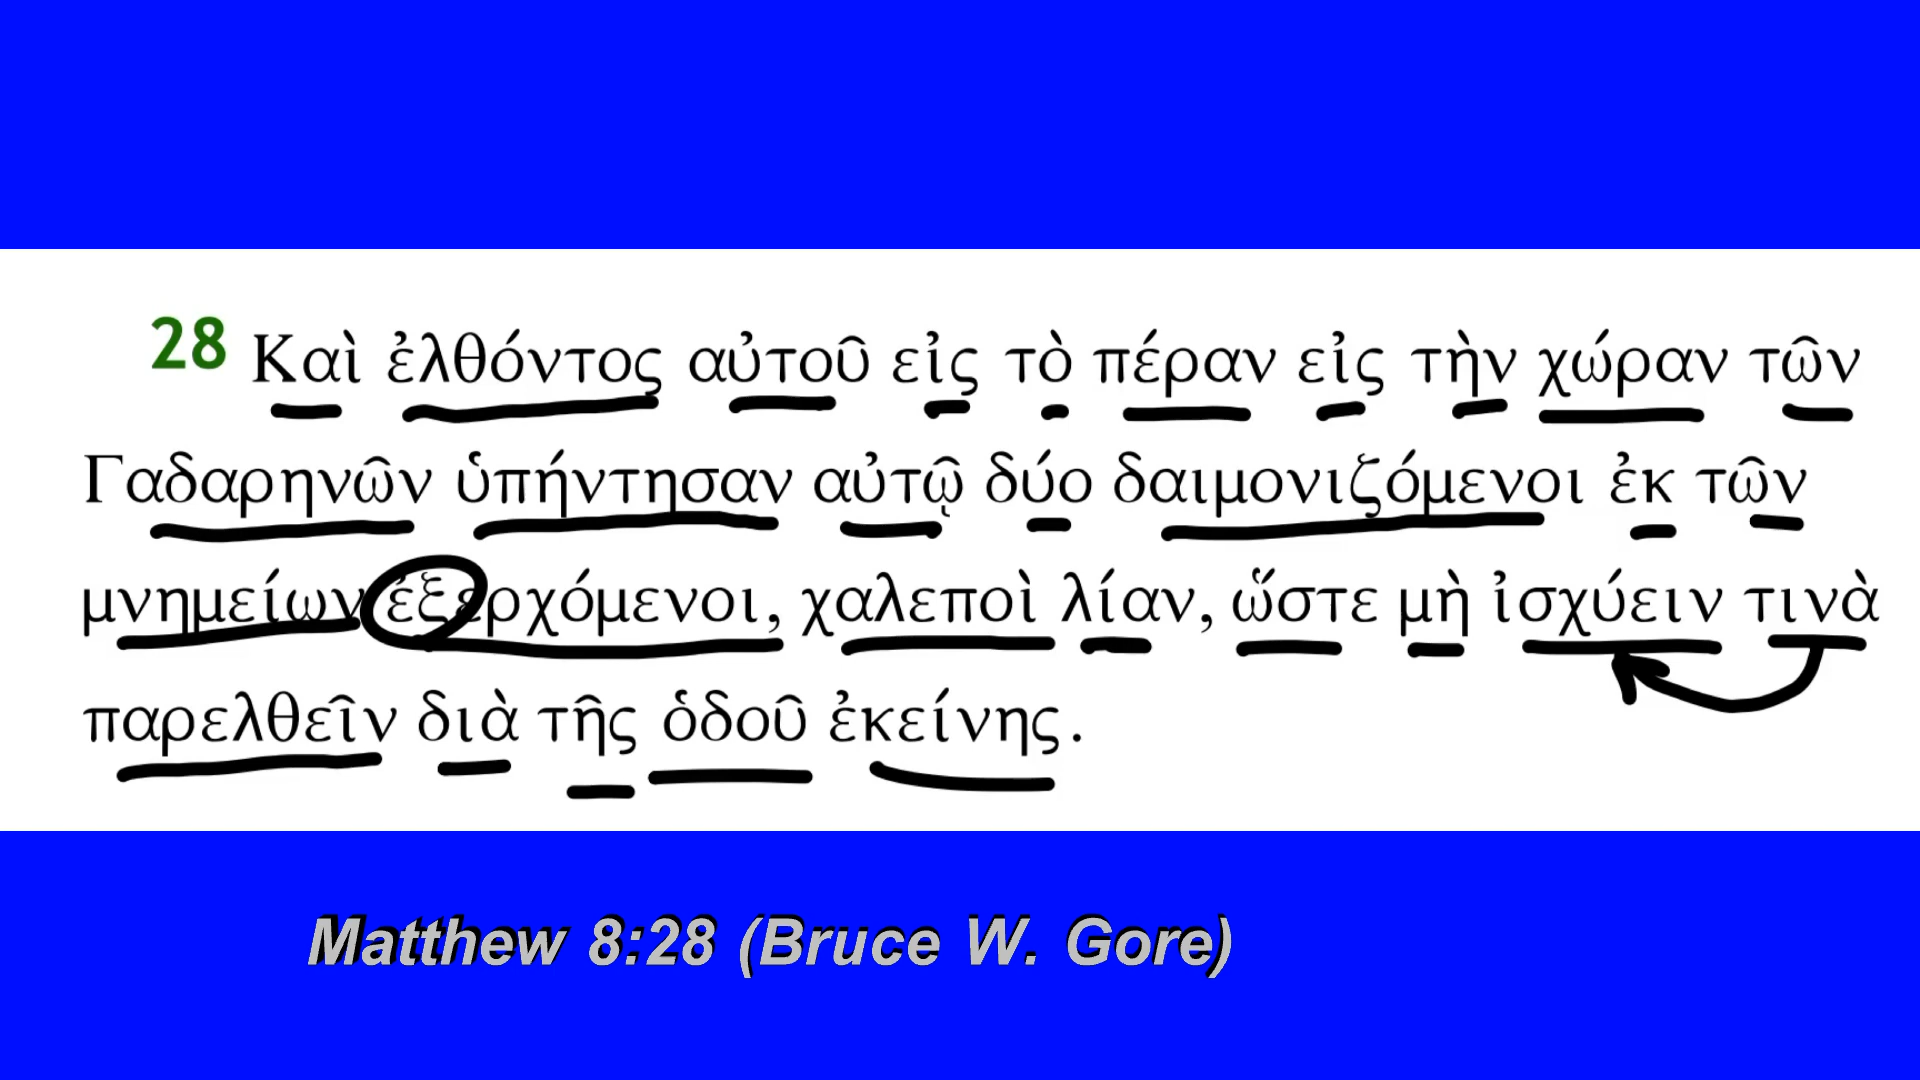 28 Καὶ ἐλθόντος αὐτοῦ εἰς τὸ πέραν εἰς τὴν χώραν τῶν
Γαδαρηνῶν ὑπήντησαν αὐτῷ δύο δαιμονιζόμενοι ἐκ τῶν
μνημείων ἐξερχόμενοι, χαλεποὶ λίαν, ὥστε μὴ ἰσχύειν τινὰ
παρελθεῖν διὰ τῆς ὁδοῦ ἐκείνης.
Matthew 8:28 (Bruce W. Gore)